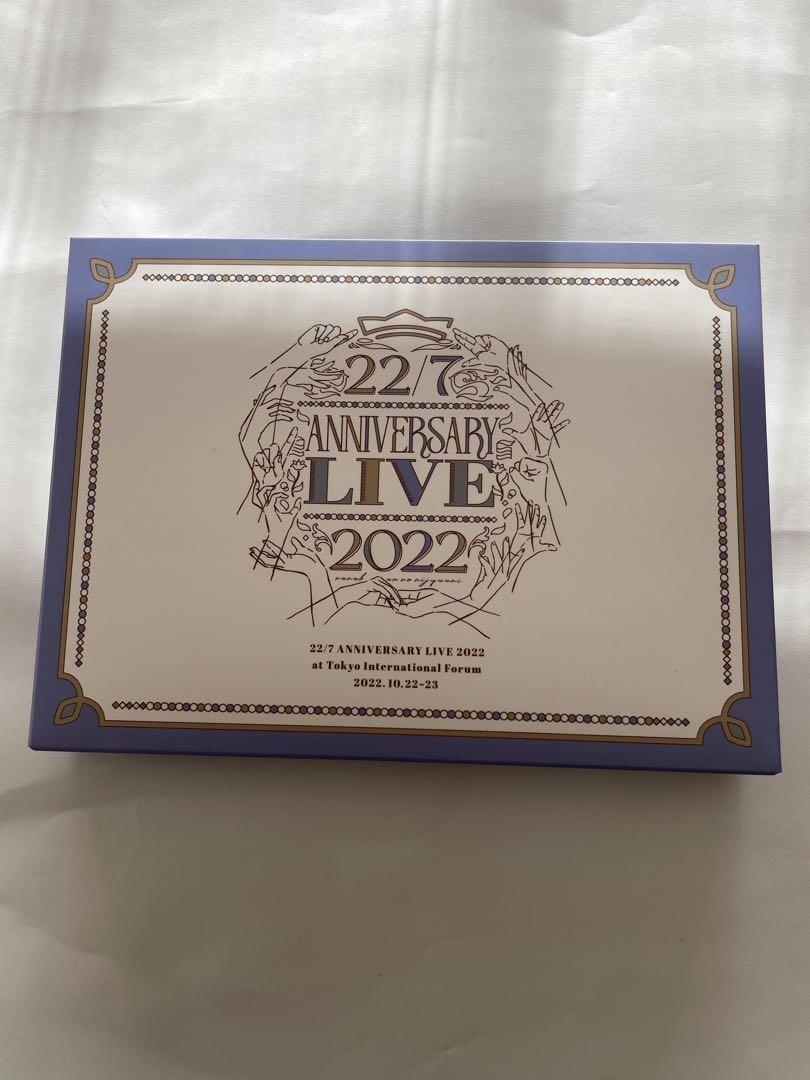 22/7
ANNIVERSARY
LIVE
2022
22/7 ANNIVERSARY LIVE 2022
at Tokyo International Forum
2022.10.22-23